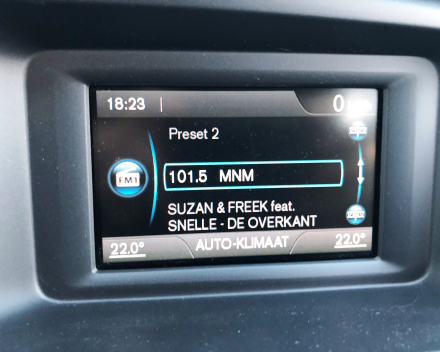 18:23
0
Preset 2
FM1
101.5 MNM
SUZAN & FREEK feat.
SNELLE - DE OVERKANT
22.0° AUTO-KLIMAAT 22.0°